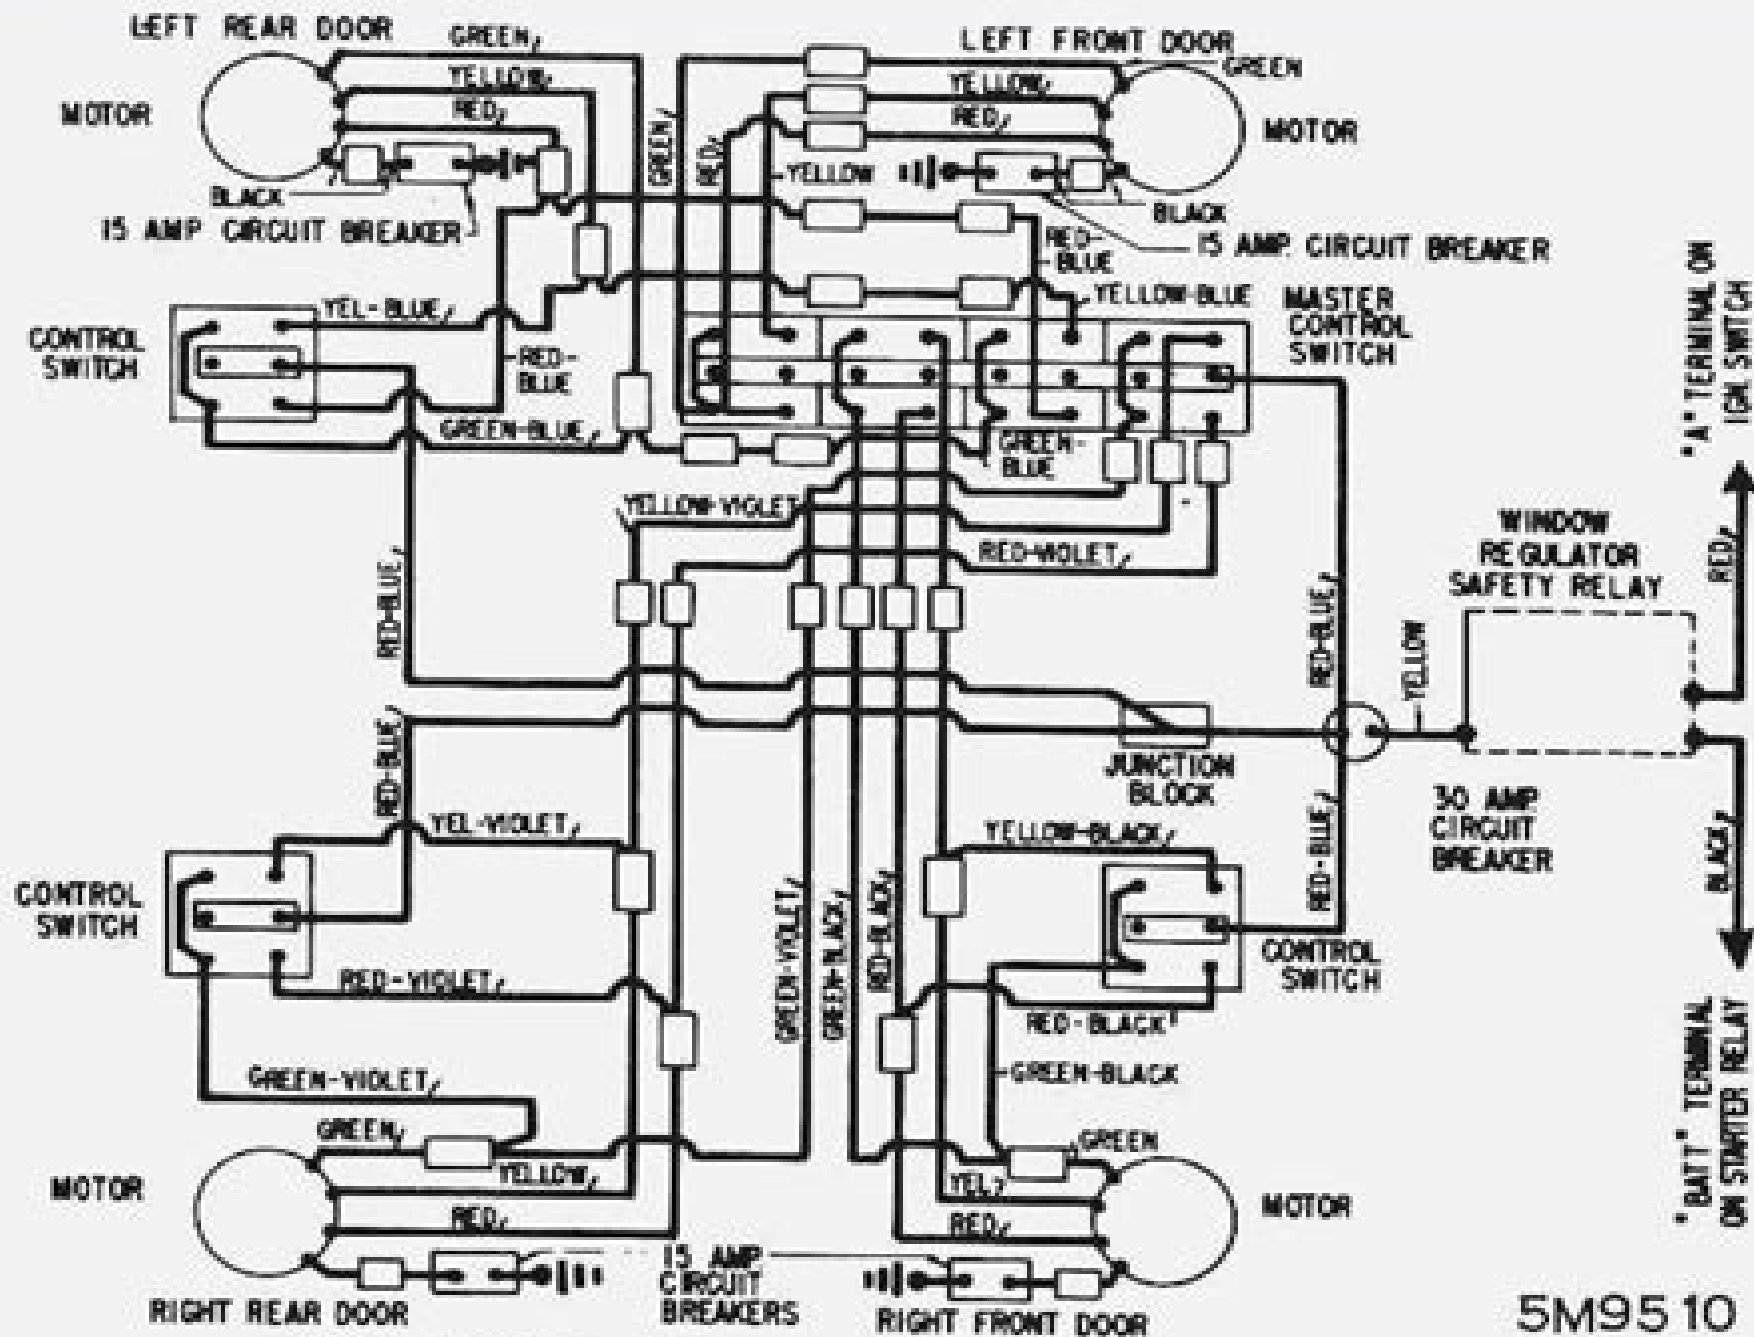 LEFT REAR DOOR
GREEN
LEFT FRONT DOOR
GREEN
YELLOW
YELLOW
MOTOR
RED
RED
MOTOR
GREEN
RED
YELLOW
BLACK
BLACK
15 AMP CIRCUIT BREAKER
15 AMP. CIRCUIT BREAKER
RED-
BLUE
YEL-BLUE
YELLOW-BLUE
MASTER
CONTROL
SWITCH
"A" TERMINAL ON
IGN. SWITCH
CONTROL
SWITCH
RED-
BLUE
GREEN-BLUE
GREEN-
BLUE
YELLOW-VIOLET
RED-VIOLET
WINDOW
REGULATOR
SAFETY RELAY
RED
RED-BLUE
RED-BLUE
YELLOW
RED-BLUE
JUNCTION
BLOCK
30 AMP
CIRCUIT
BREAKER
BLACK
YEL-VIOLET
YELLOW-BLACK
RED-BLUE
CONTROL
SWITCH
GREEN-VIOLET
GREEN-BLACK
RED-BLACK
CONTROL
SWITCH
RED-VIOLET
RED-BLACK
"BATT" TERMINAL
ON STARTER RELAY
GREEN-VIOLET
GREEN-BLACK
GREEN
GREEN
MOTOR
YELLOW
YEL
MOTOR
RED
RED
15 AMP.
CIRCUIT
BREAKERS
RIGHT REAR DOOR
RIGHT FRONT DOOR
5M9510